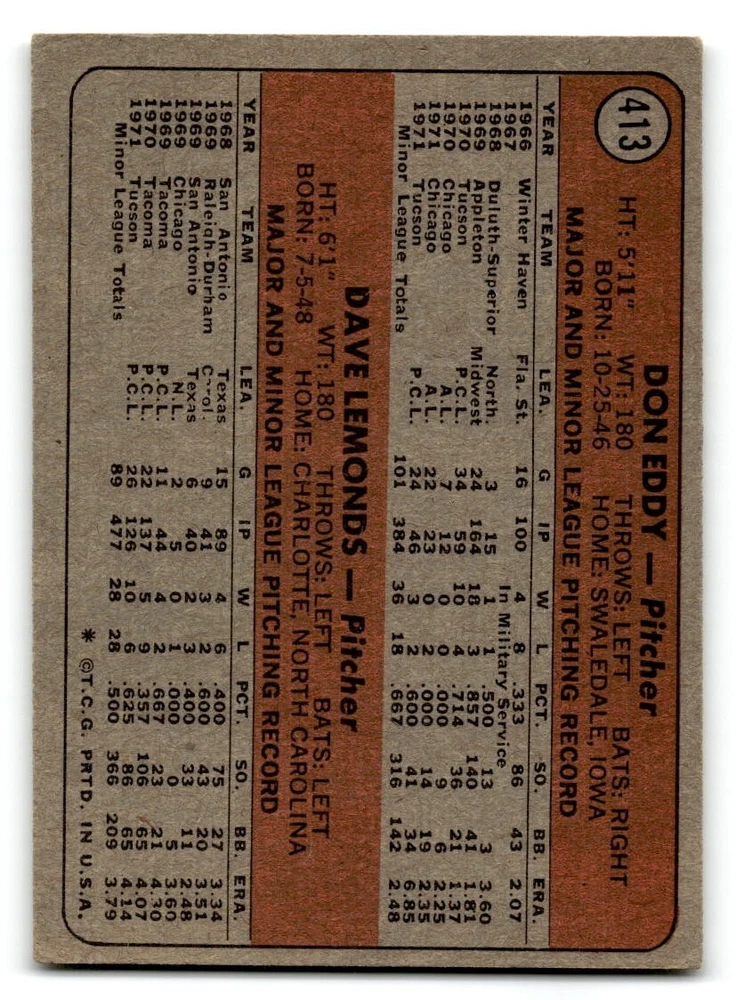 413
DON EDDY — Pitcher
HT: 5'11" WT: 180 THROWS: LEFT BATS: RIGHT
BORN: 10-25-46 HOME: SWALEDALE, IOWA
MAJOR AND MINOR LEAGUE PITCHING RECORD
YEAR TEAM LEA. G IP W L PCT. SO. BB. ERA.
1966 Winter Haven Fla. St. 16 100 4 8 .333 86 43 2.07
1967 In Military Service
1968 Duluth-Superior North. 3 15 1 1 .500 13 3 3.60
1969 Appleton Midwest 24 164 18 3 .857 140 41 1.81
1970 Tucson P.C.L. 34 59 10 4 .714 36 21 1.37
1970 Chicago A.L. 7 12 0 0 .000 9 6 2.25
1971 Chicago A.L. 22 23 0 2 .000 14 19 2.35
1971 Tucson P.C.L. 24 46 3 2 .600 41 34 6.85
Minor League Totals 101 384 36 18 .667 316 142 2.48
DAVE LEMONDS — Pitcher
HT: 6'1" WT: 180 THROWS: LEFT BATS: LEFT
BORN: 7-5-48 HOME: CHARLOTTE, NORTH CAROLINA
MAJOR AND MINOR LEAGUE PITCHING RECORD
YEAR TEAM LEA. G IP W L PCT. SO. BB. ERA.
1968 San Antonio Texas 15 89 4 6 .400 75 27 3.34
1969 Raleigh-Durham Carol. 9 41 3 2 .600 43 20 3.51
1969 San Antonio Texas 6 40 2 3 .400 33 11 2.48
1969 Chicago N.L. 2 5 0 1 .000 0 5 3.60
1969 Tacoma P.C.L. 11 44 4 2 .667 23 21 4.30
1970 Tacoma P.C.L. 22 137 5 9 .357 106 65 4.07
1971 Tucson P.C.L. 26 126 10 6 .625 86 65 4.14
Minor League Totals 89 477 28 28 .500 366 209 3.79
* ©T.C.G. PRTD. IN U.S.A.